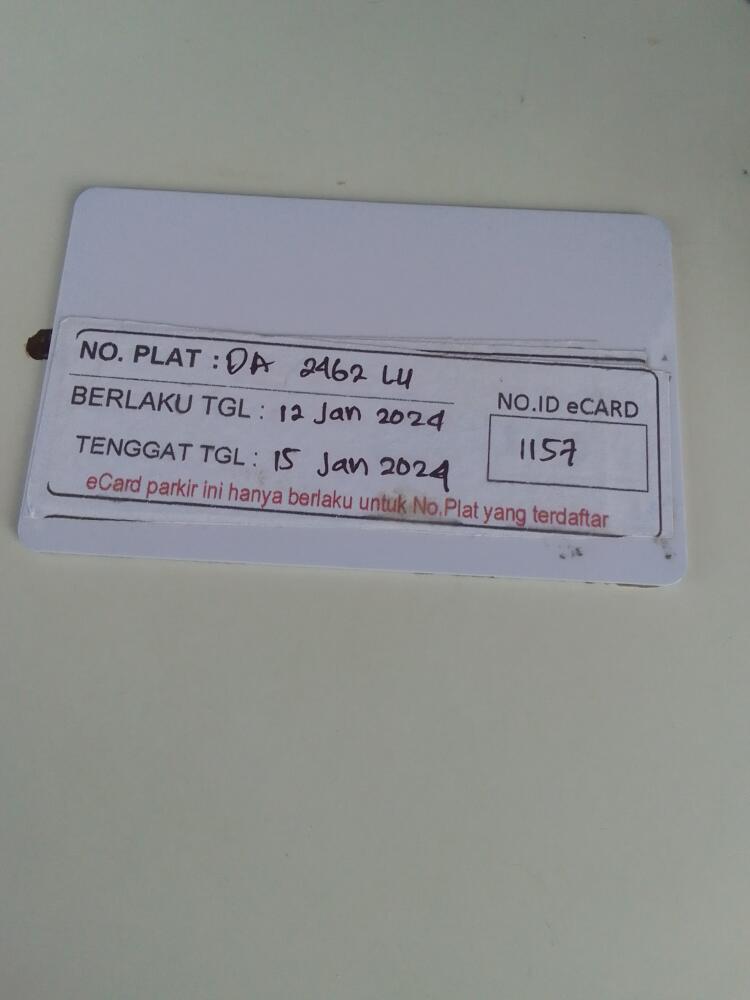 NO. PLAT : DA 2462 LU
BERLAKU TGL : 12 Jan 2024
TENGGAT TGL : 15 Jan 2024
NO.ID eCARD
1157
eCard parkir ini hanya berlaku untuk No.Plat yang terdaftar